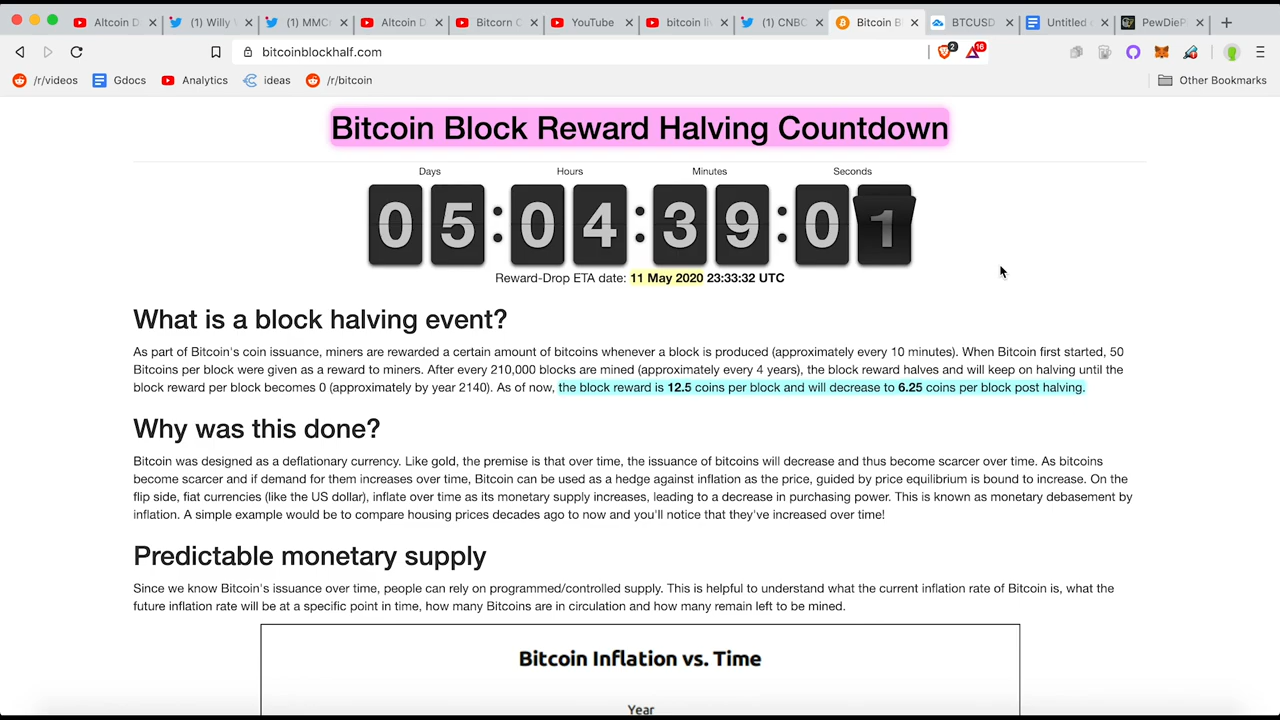 Altcoin D
(1) Willy
(1) MMC
Altcoin D
Bitcorn C
YouTube
bitcoin li
(1) CNBC
Bitcoin B
BTCUSD
Untitled
PewDieP
bitcoinblockhalf.com
2
16
/r/videos
Gdocs
Analytics
ideas
/r/bitcoin
Other Bookmarks
Bitcoin Block Reward Halving Countdown
Days Hours Minutes Seconds
05:04:39:01
Reward-Drop ETA date: 11 May 2020 23:33:32 UTC
What is a block halving event?
As part of Bitcoin's coin issuance, miners are rewarded a certain amount of bitcoins whenever a block is produced (approximately every 10 minutes). When Bitcoin first started, 50
Bitcoins per block were given as a reward to miners. After every 210,000 blocks are mined (approximately every 4 years), the block reward halves and will keep on halving until the
block reward per block becomes 0 (approximately by year 2140). As of now, the block reward is 12.5 coins per block and will decrease to 6.25 coins per block post halving.
Why was this done?
Bitcoin was designed as a deflationary currency. Like gold, the premise is that over time, the issuance of bitcoins will decrease and thus become scarcer over time. As bitcoins
become scarcer and if demand for them increases over time, Bitcoin can be used as a hedge against inflation as the price, guided by price equilibrium is bound to increase. On the
flip side, fiat currencies (like the US dollar), inflate over time as its monetary supply increases, leading to a decrease in purchasing power. This is known as monetary debasement by
inflation. A simple example would be to compare housing prices decades ago to now and you'll notice that they've increased over time!
Predictable monetary supply
Since we know Bitcoin's issuance over time, people can rely on programmed/controlled supply. This is helpful to understand what the current inflation rate of Bitcoin is, what the
future inflation rate will be at a specific point in time, how many Bitcoins are in circulation and how many remain left to be mined.
Bitcoin Inflation vs. Time
Year